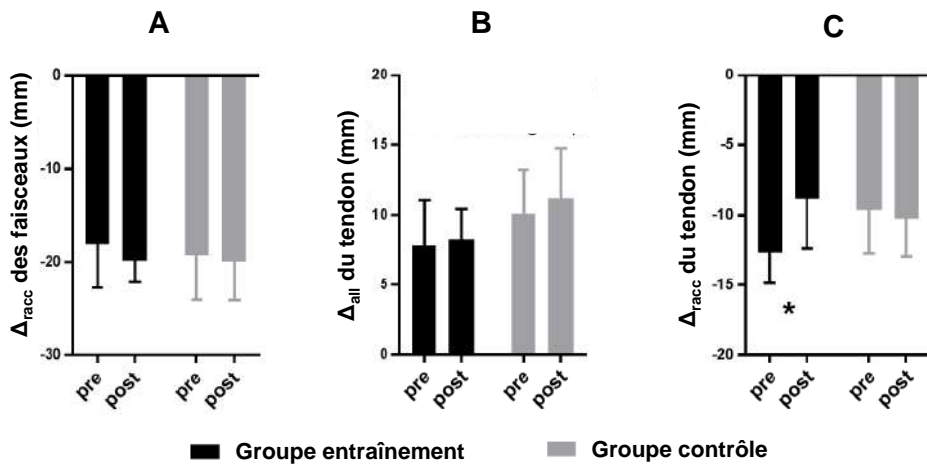 A
B
C
Δracc des faisceaux (mm)
0
-10
-20
-30
pre
post
pre
post
Δall du tendon (mm)
20
15
10
5
0
pre
post
pre
post
Δracc du tendon (mm)
0
-5
-10
-15
-20
*
pre
post
pre
post
Groupe entraînement
Groupe contrôle